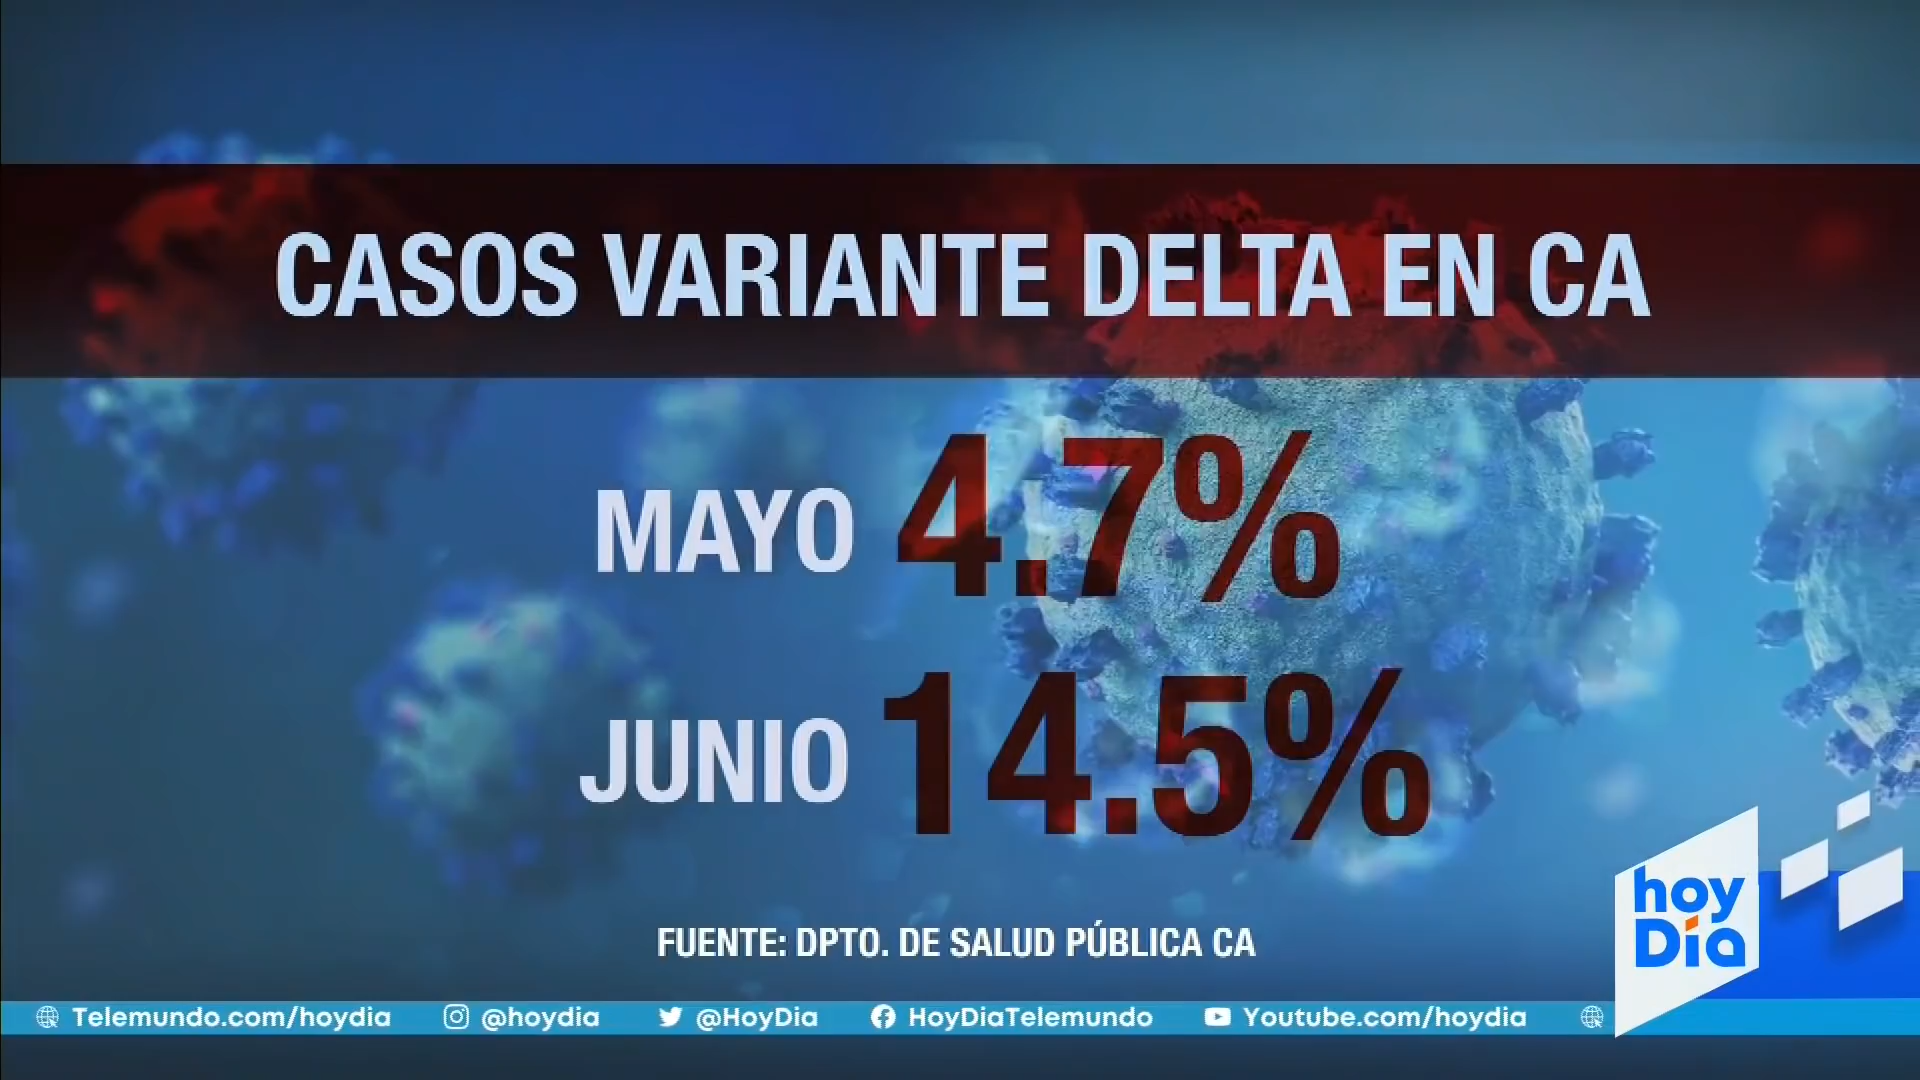 CASOS VARIANTE DELTA EN CA
MAYO 4.7%
JUNIO 14.5%
FUENTE: DPTO. DE SALUD PÚBLICA CA
hoy
Día
Telemundo.com/hoydia @hoydia @HoyDia HoyDiaTelemundo Youtube.com/hoydia